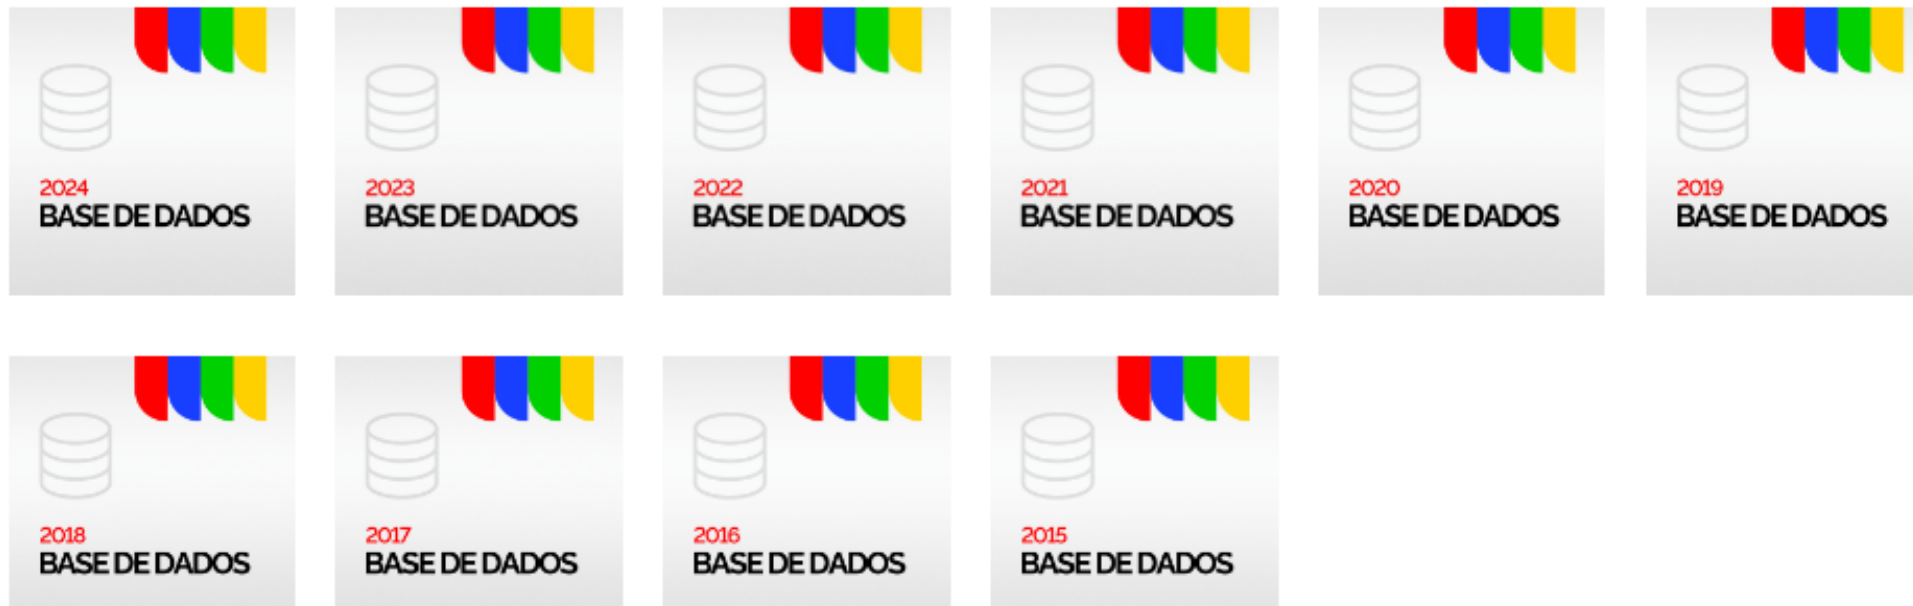 2024
BASE DE DADOS
2023
BASE DE DADOS
2022
BASE DE DADOS
2021
BASE DE DADOS
2020
BASE DE DADOS
2019
BASE DE DADOS
2018
BASE DE DADOS
2017
BASE DE DADOS
2016
BASE DE DADOS
2015
BASE DE DADOS